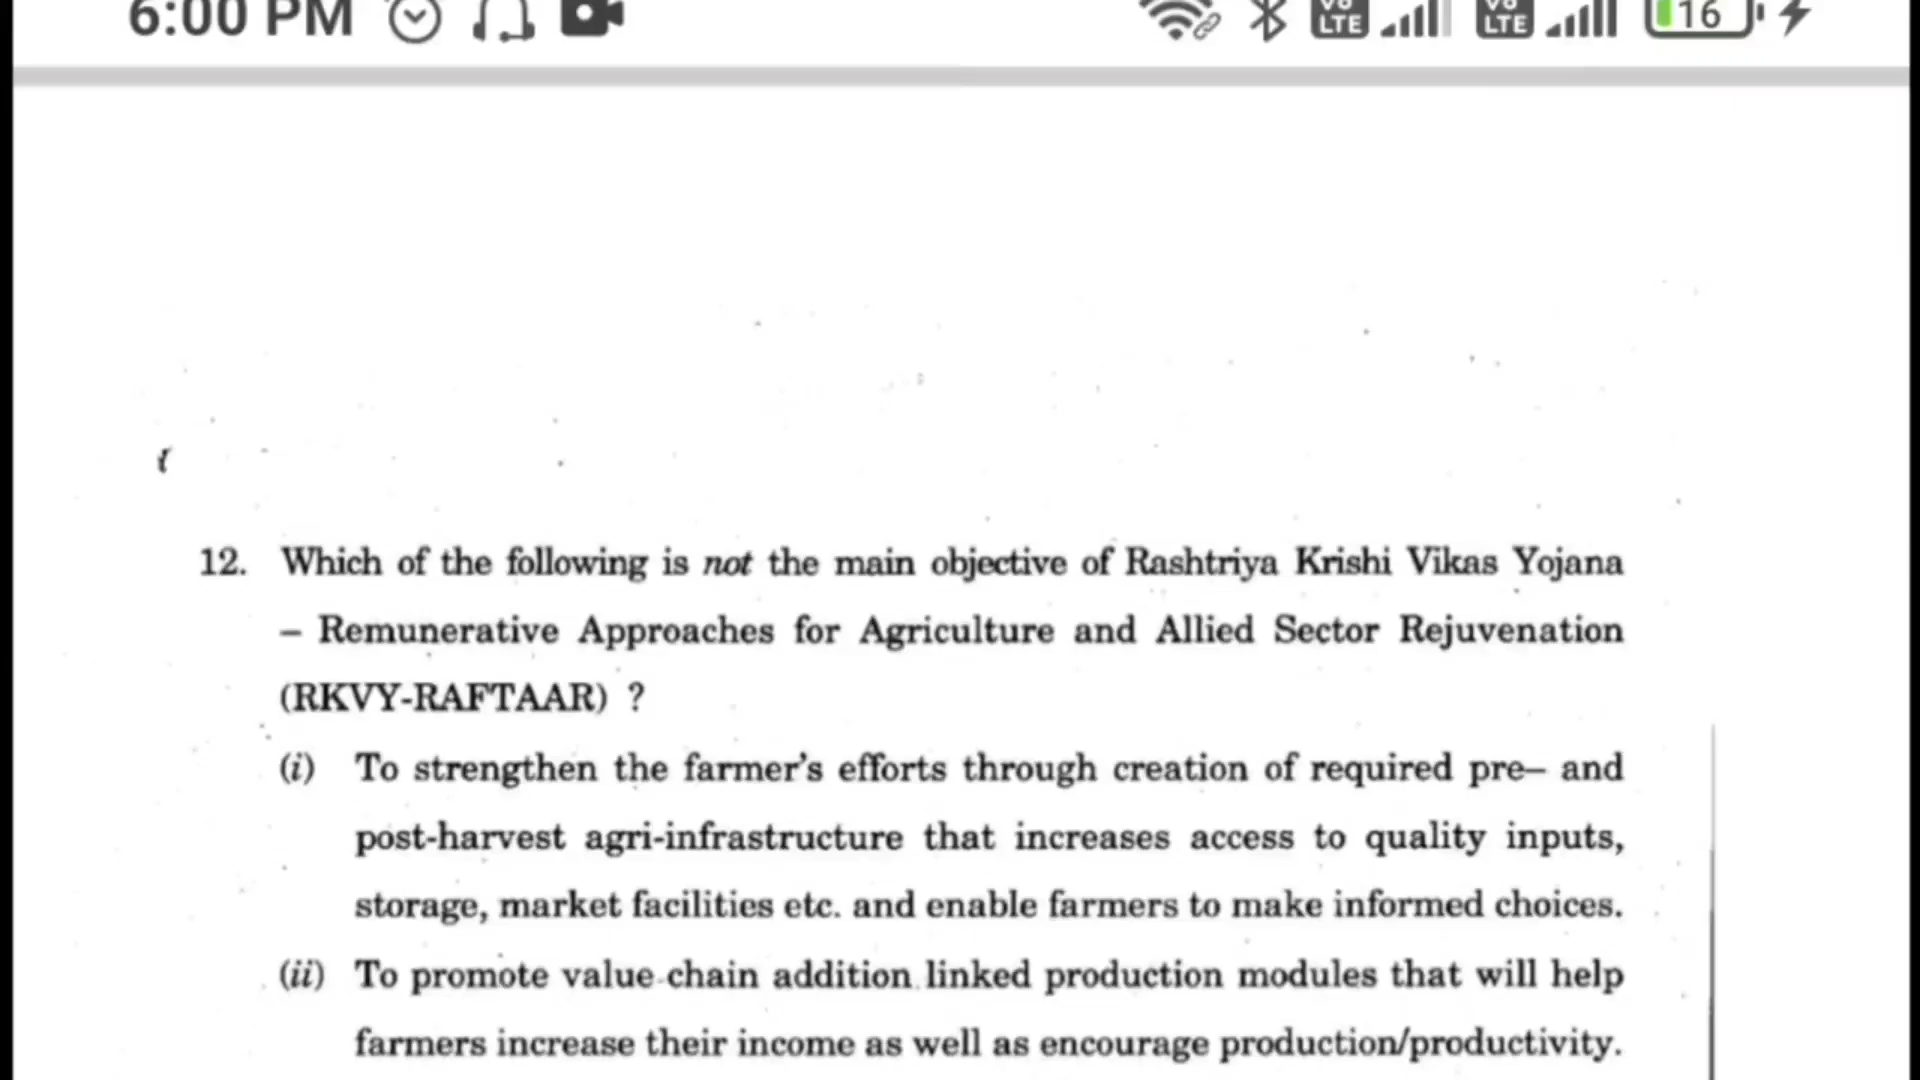 6:00 PM
Vo LTE Vo LTE 16
12. Which of the following is not the main objective of Rashtriya Krishi Vikas Yojana
– Remunerative Approaches for Agriculture and Allied Sector Rejuvenation
(RKVY-RAFTAAR) ?
(i) To strengthen the farmer's efforts through creation of required pre– and
post-harvest agri-infrastructure that increases access to quality inputs,
storage, market facilities etc. and enable farmers to make informed choices.
(ii) To promote value chain addition linked production modules that will help
farmers increase their income as well as encourage production/productivity.